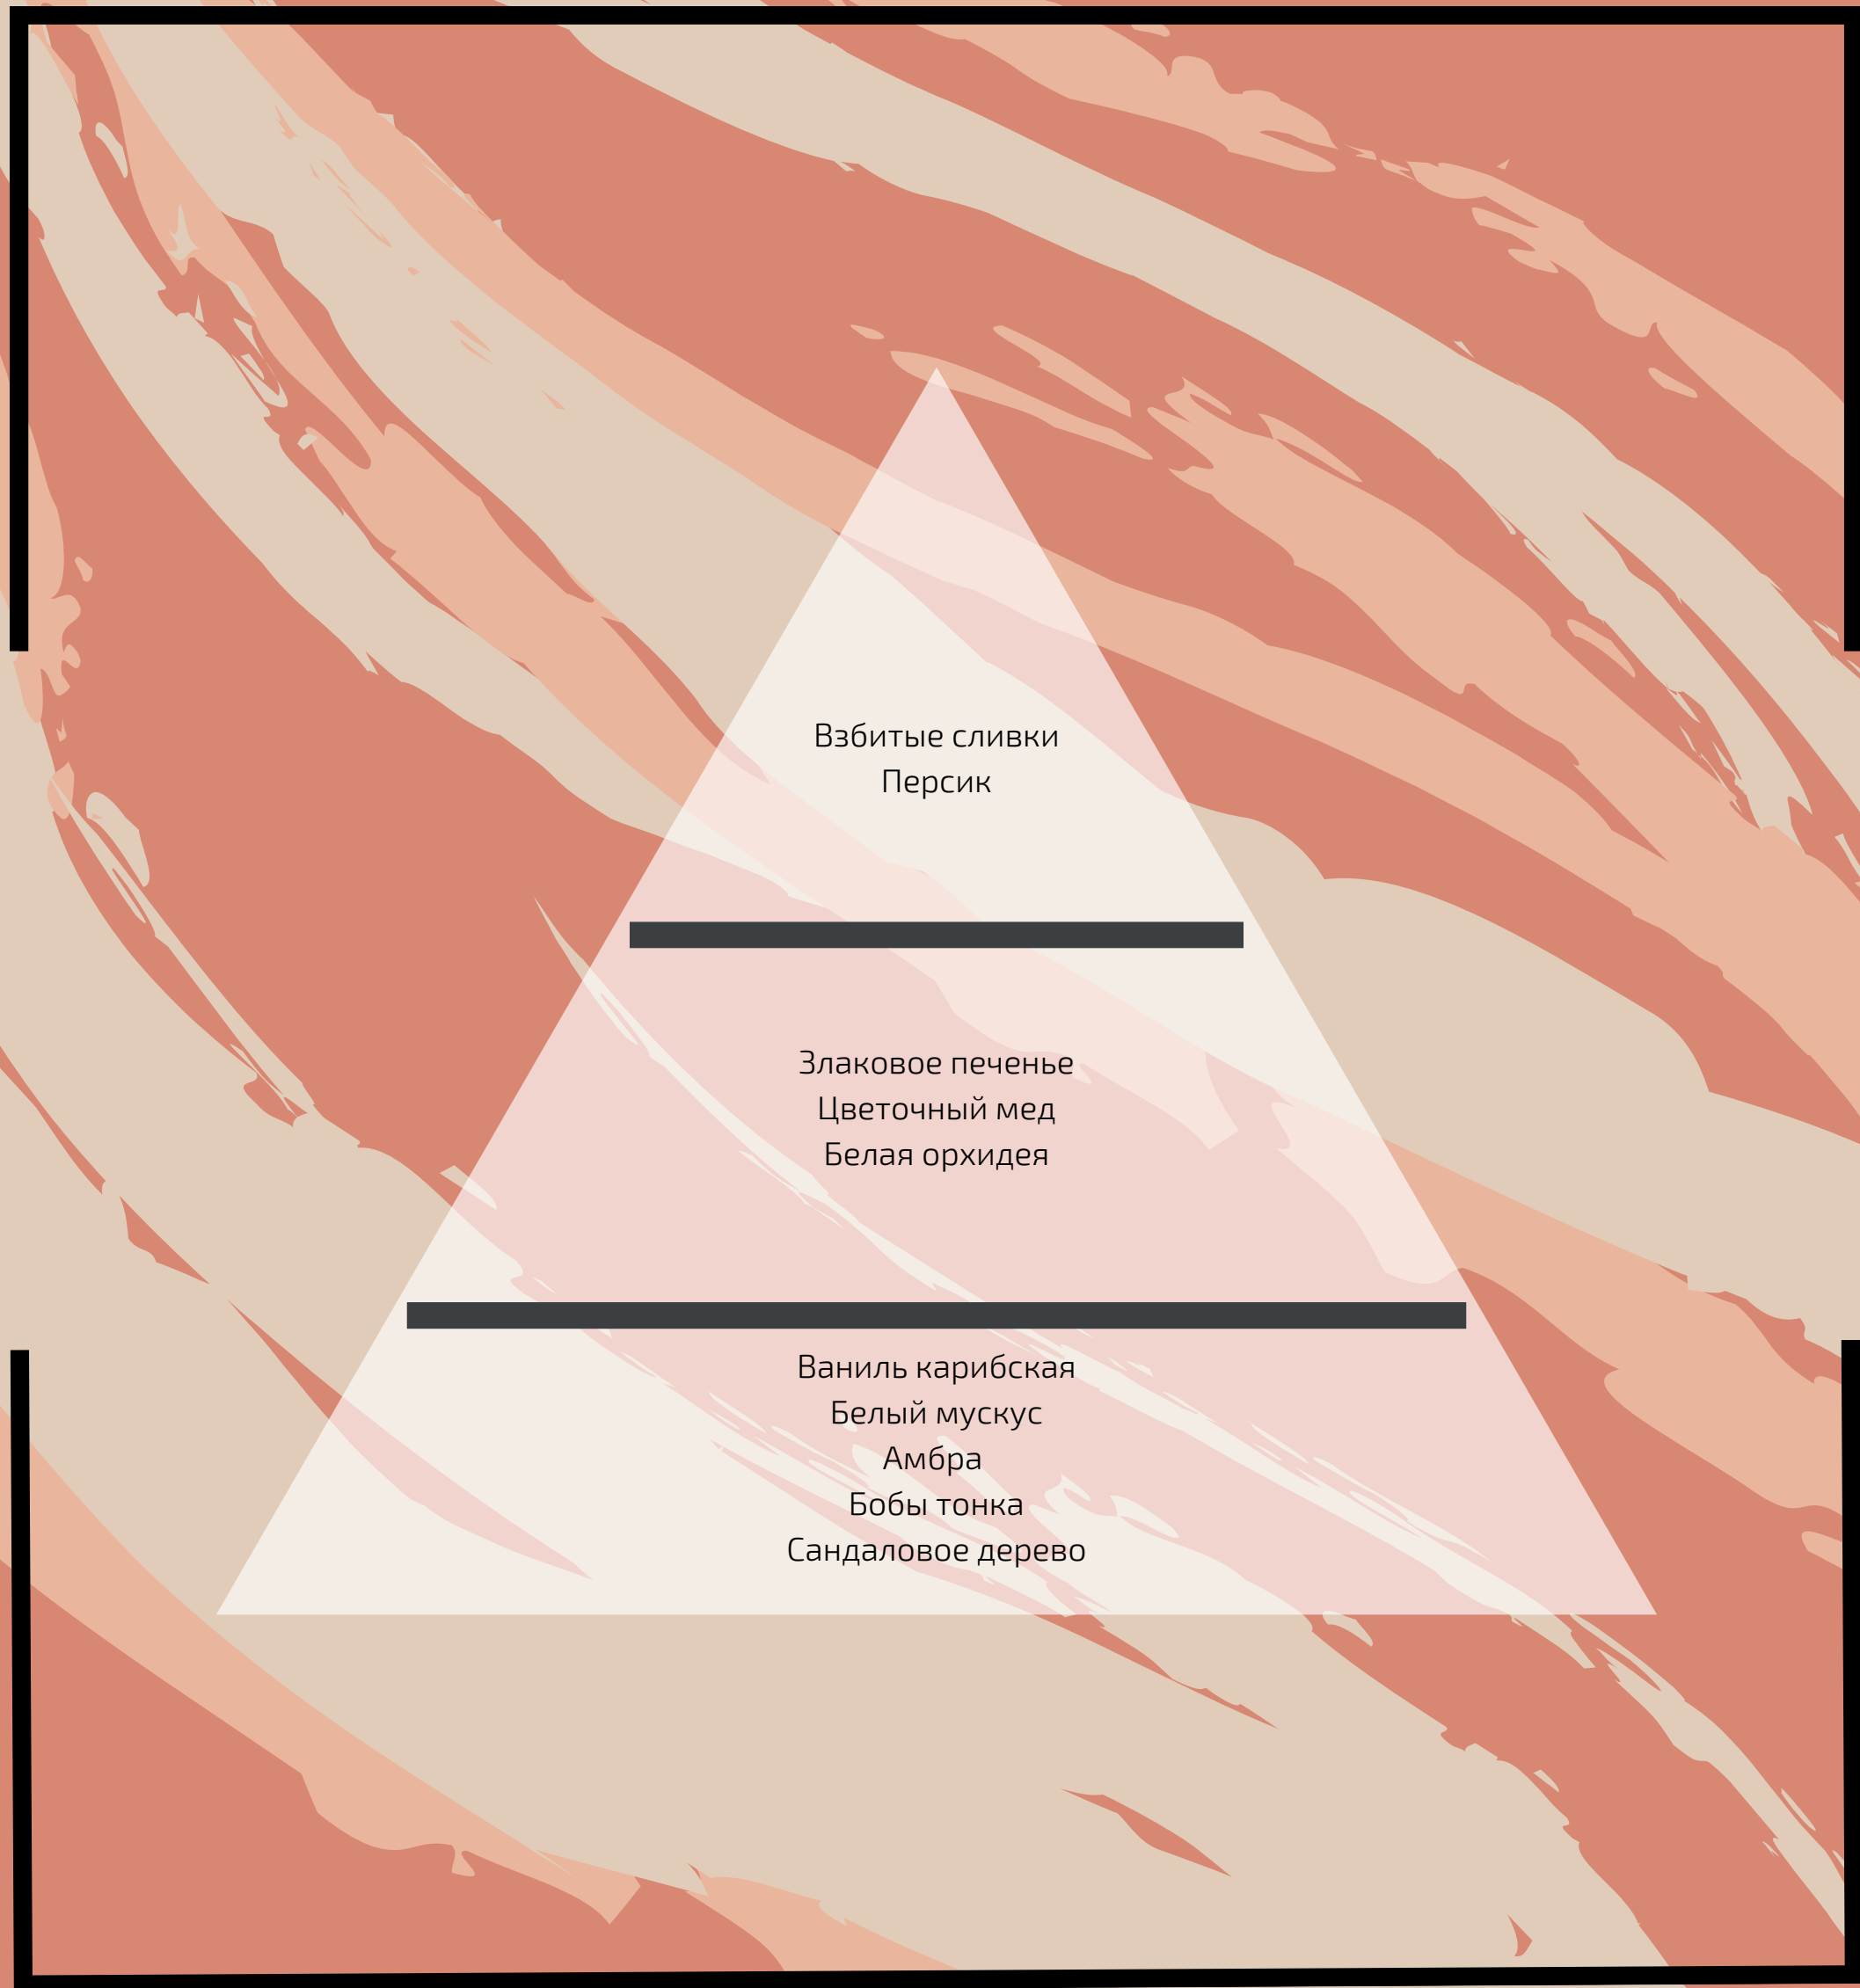 Взбитые сливки
Персик
Злаковое печенье
Цветочный мед
Белая орхидея
Ваниль карибская
Белый мускус
Амбра
Бобы тонка
Сандаловое дерево